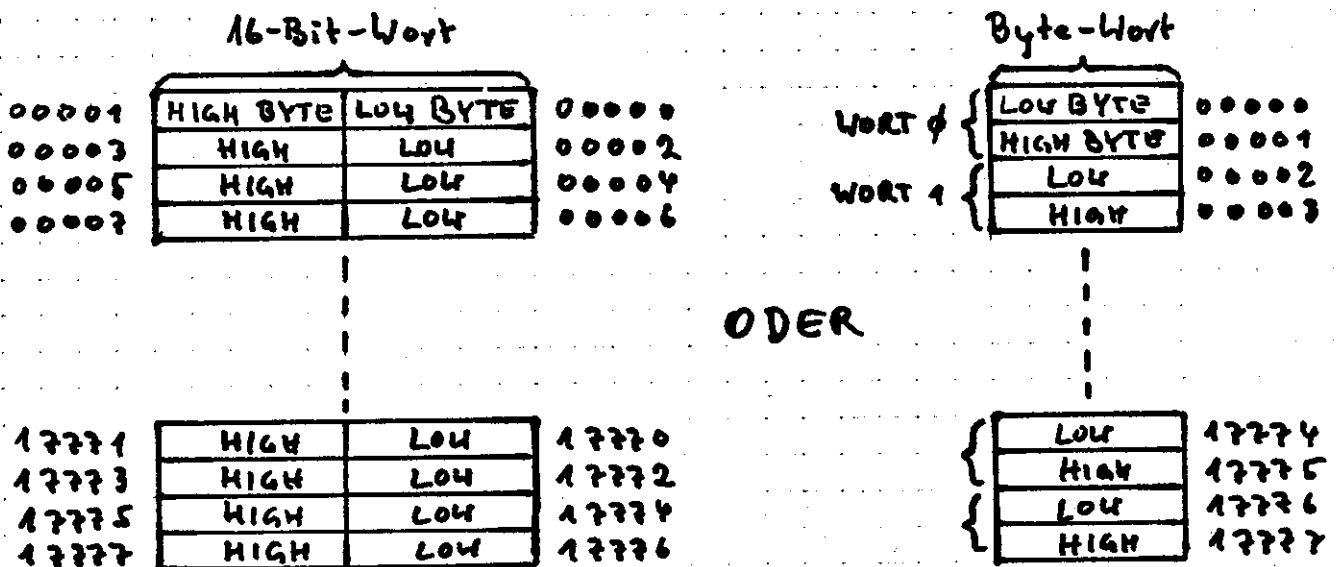 16-Bit-Wort Byte-Wort
00001 HIGH BYTE LOW BYTE 00000 WORT ϕ LOW BYTE 00000
00003 HIGH LOW 00002 HIGH BYTE 00001
00005 HIGH LOW 00004 WORT 1 LOW 00002
00007 HIGH LOW 00006 HIGH 00003
ODER
17771 HIGH LOW 17770 LOW 17774
17773 HIGH LOW 17772 HIGH 17775
17775 HIGH LOW 17774 LOW 17776
17777 HIGH LOW 17776 HIGH 17777